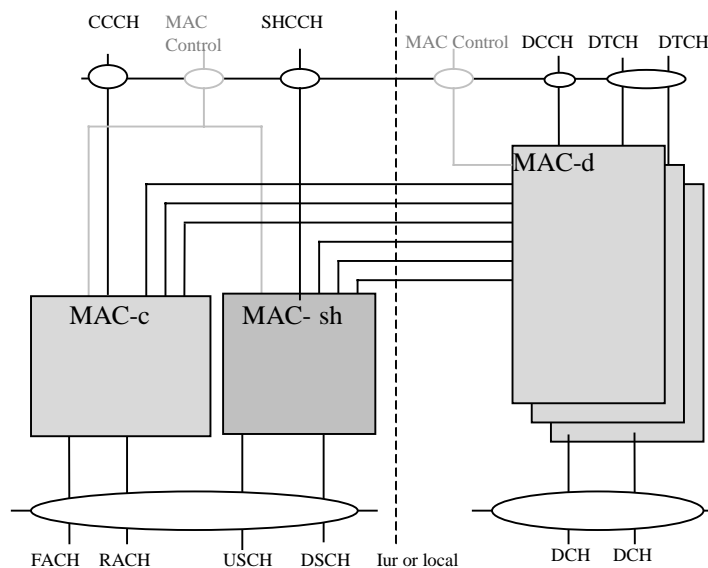 CCCH
MAC
Control
SHCCH
MAC Control
DCCH
DTCH
DTCH
MAC-d
MAC-c
MAC- sh
FACH
RACH
USCH
DSCH
Iur or local
DCH
DCH